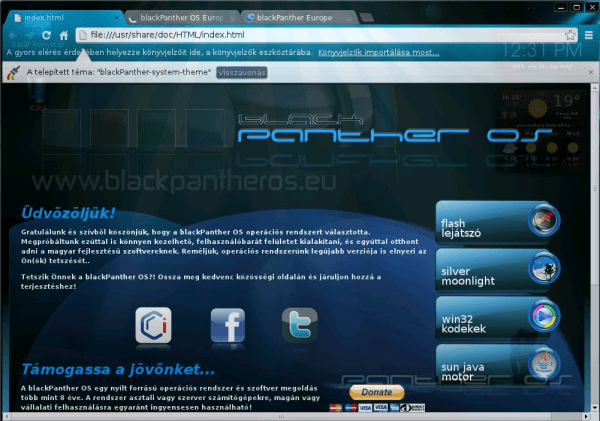 index.html
blackPanther OS Europ
blackPanther Europe
file:///usr/share/doc/HTML/index.html
A gyors elérés érdekében helyezze könyvjelzőit ide, a könyvjelzők eszköztárába. Könyvjelzők importálása most...
12:31 PM
A telepített téma: "blackPanther-system-theme" Visszavonás
Kuka
19°
black
Panther OS
www.blackpantheros.eu
Üdvözöljük!
Gratulálunk és szívből köszönjük, hogy a blackPanther OS operációs rendszert választotta.
Megpróbáltunk ezúttal is könnyen kezelhető, felhasználóbarát felületet kialakítani, és egyúttal otthont
adni a magyar fejlesztésű szoftvereknek. Reméljük, operációs rendszerünk legújabb verziója is elnyeri az
Ön(ök) tetszését..
Tetszik Önnek a blackPanther OS?! Ossza meg kedvenc közösségi oldalán és járuljon hozzá a
terjesztéshez!
flash
lejátszó
silver
moonlight
win32
kodekek
sun java
motor
Támogassa a jövőnket...
A blackPanther OS egy nyílt forrású operációs rendszer és szoftver megoldás
több mint 8 éve. A rendszer asztali vagy szerver számítógépekre, magán vagy
vállalati felhasználásra egyaránt ingyenesen használható!
Donate
panther os